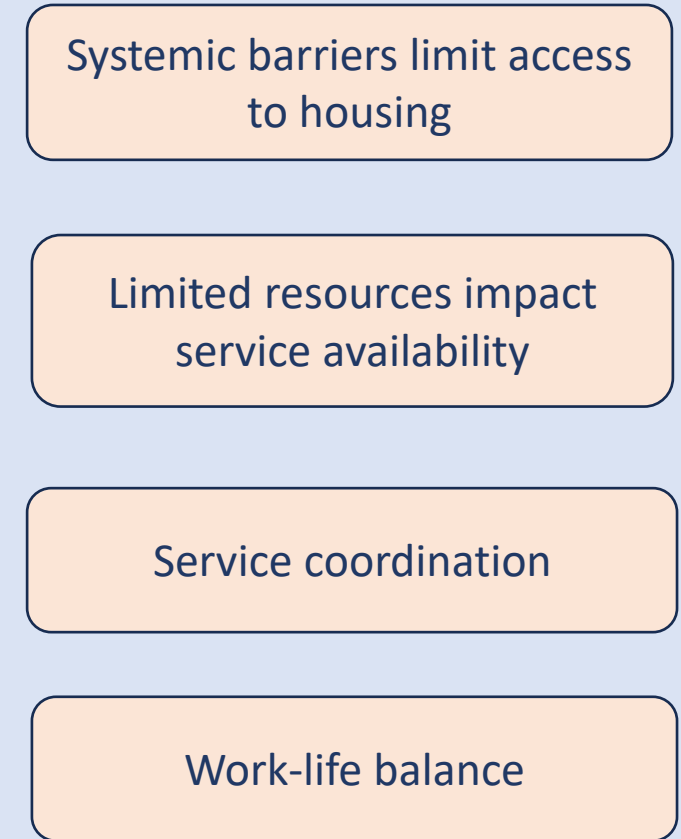 Systemic barriers limit access
to housing
Limited resources impact
service availability
Service coordination
Work-life balance